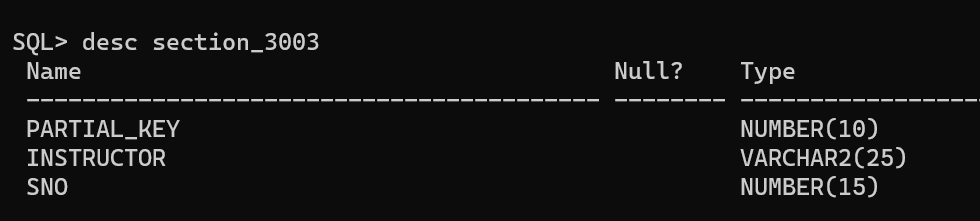 SQL> desc section_3003
Name Null? Type
----------------------------------------- -------- -----------------
PARTIAL_KEY NUMBER(10)
INSTRUCTOR VARCHAR2(25)
SNO NUMBER(15)